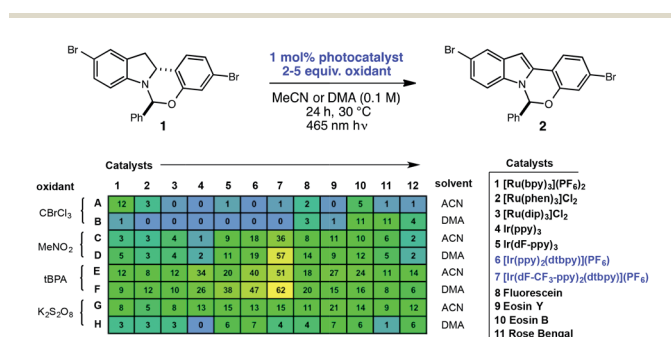 Br
Br
N
O
Ph
1
1 mol% photocatalyst
2-5 equiv. oxidant
MeCN or DMA (0.1 M)
24 h, 30 °C
465 nm hν
Br
Br
N
O
Ph
2
Catalysts
oxidant 1 2 3 4 5 6 7 8 9 10 11 12 solvent
CBrCl3
A 12 3 0 0 1 0 1 2 0 5 1 1 ACN
B 1 0 0 0 0 0 0 3 1 11 11 4 DMA
MeNO2
C 3 3 4 1 9 18 36 8 11 10 6 2 ACN
D 5 3 4 2 11 19 57 14 9 12 5 2 DMA
tBPA
E 12 8 12 34 20 40 51 18 27 24 11 14 ACN
F 9 12 10 26 38 47 62 20 15 16 8 6 DMA
K2S2O8
G 8 5 8 13 15 13 15 11 21 14 9 12 ACN
H 3 3 3 0 6 7 4 4 7 6 1 6 DMA
Catalysts
1 [Ru(bpy)3](PF6)2
2 [Ru(phen)3]Cl2
3 [Ru(dip)3]Cl2
4 Ir(ppy)3
5 Ir(dF-ppy)3
6 [Ir(ppy)2(dtbpy)](PF6)
7 [Ir(dF-CF3-ppy)2(dtbpy)](PF6)
8 Fluorescein
9 Eosin Y
10 Eosin B
11 Rose Bengal